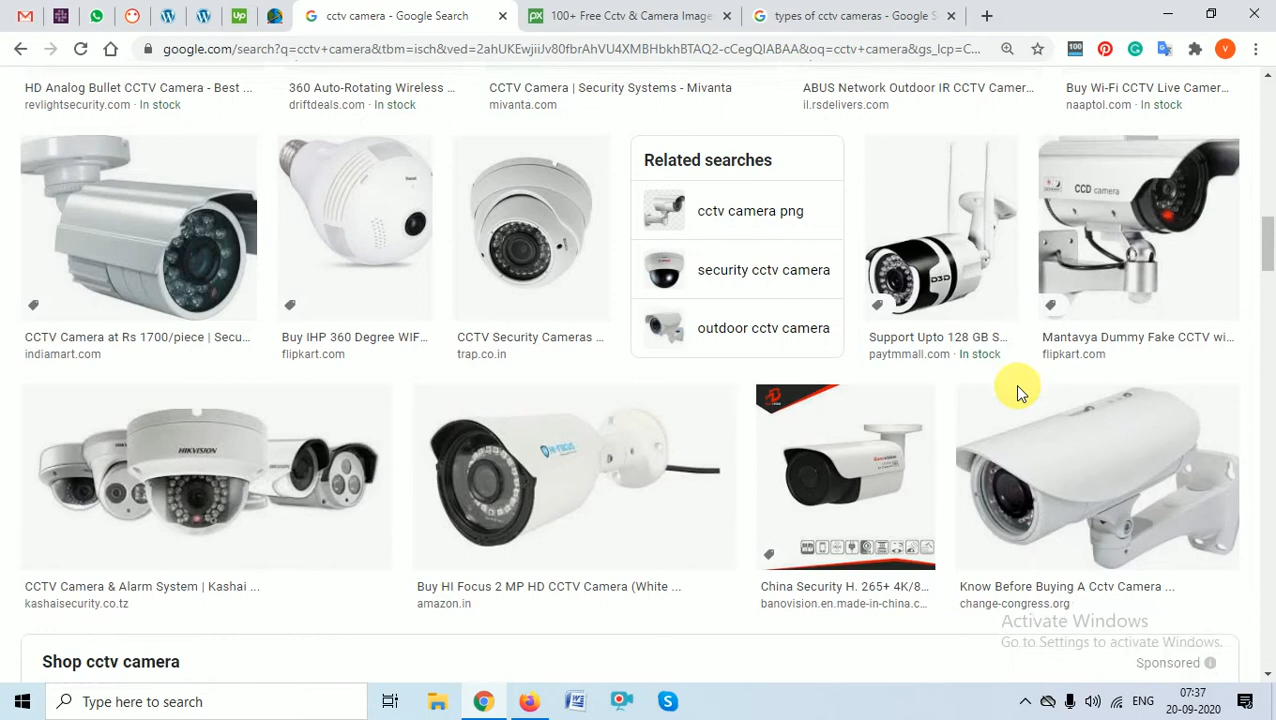 cctv camera - Google Search
100+ Free Cctv & Camera Image
types of cctv cameras - Google S
google.com/search?q=cctv+camera&tbm=isch&ved=2ahUKEwjiiJv80fbrAhVU4XMBHbkhBTAQ2-cCegQIABAA&oq=cctv+camera&gs_lcp=C...
HD Analog Bullet CCTV Camera - Best ...
revlightsecurity.com · In stock
360 Auto-Rotating Wireless ...
driftdeals.com · In stock
CCTV Camera | Security Systems - Mivanta
mivanta.com
ABUS Network Outdoor IR CCTV Camer...
il.rsdelivers.com
Buy Wi-Fi CCTV Live Camer...
naaptol.com · In stock
Related searches
cctv camera png
security cctv camera
outdoor cctv camera
D3D
CCD camera
CCTV Camera at Rs 1700/piece | Secu...
indiamart.com
Buy IHP 360 Degree WIF...
flipkart.com
CCTV Security Cameras ...
trap.co.in
Support Upto 128 GB S...
paytmmall.com · In stock
Mantavya Dummy Fake CCTV wi...
flipkart.com
HIKVISION
HI-FOCUS
CCTV Camera & Alarm System | Kashai ...
kashaisecurity.co.tz
Buy HI Focus 2 MP HD CCTV Camera (White ...
amazon.in
China Security H. 265+ 4K/8...
banovision.en.made-in-china.c...
Know Before Buying A Cctv Camera ...
change-congress.org
Activate Windows
Go to Settings to activate Windows.
Shop cctv camera
Sponsored
Type here to search
ENG
07:37
20-09-2020